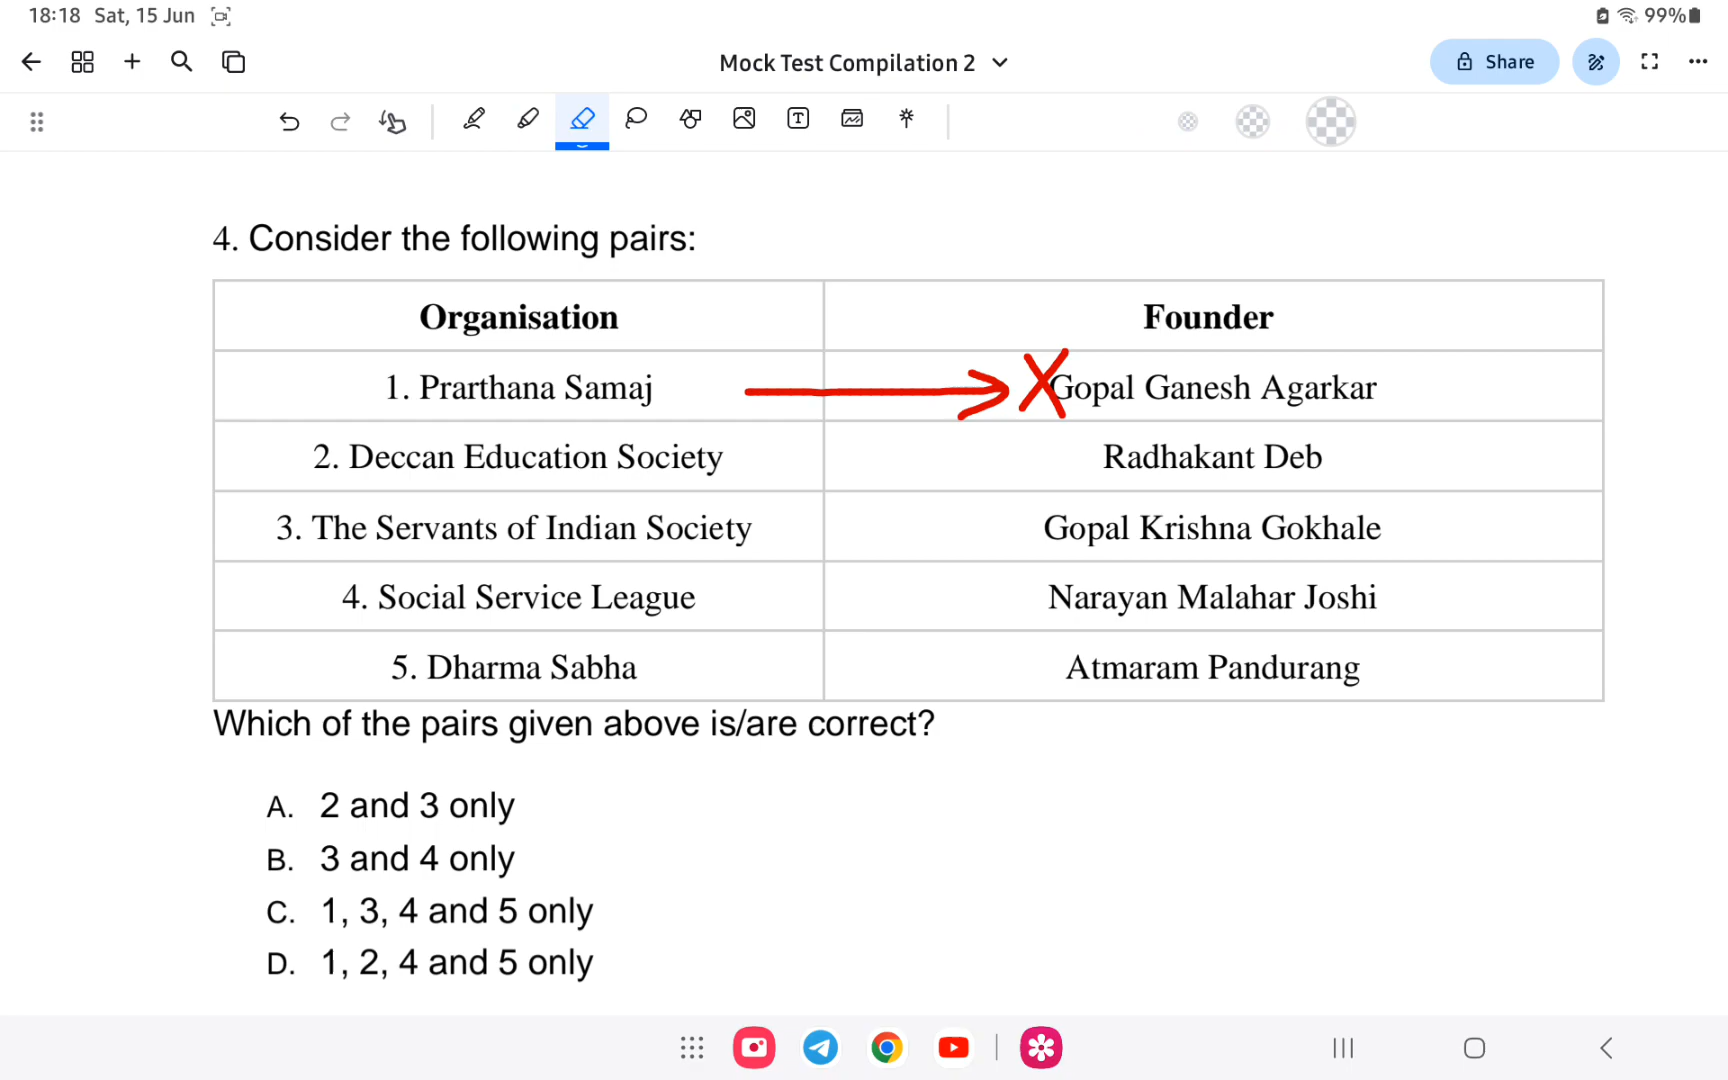 18:18 Sat, 15 Jun 99%
Mock Test Compilation 2
Share
4. Consider the following pairs:
Organisation Founder
1. Prarthana Samaj Gopal Ganesh Agarkar
2. Deccan Education Society Radhakant Deb
3. The Servants of Indian Society Gopal Krishna Gokhale
4. Social Service League Narayan Malahar Joshi
5. Dharma Sabha Atmaram Pandurang
Which of the pairs given above is/are correct?
A. 2 and 3 only
B. 3 and 4 only
C. 1, 3, 4 and 5 only
D. 1, 2, 4 and 5 only